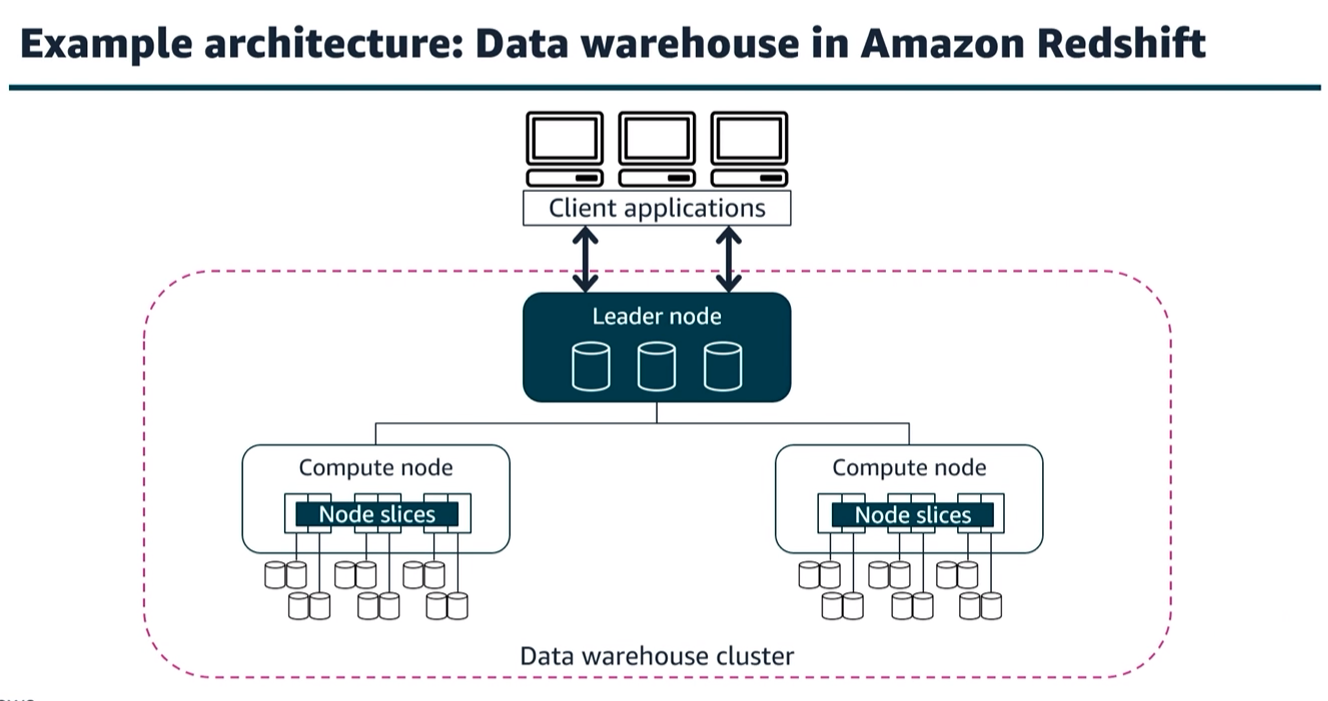 Example architecture: Data warehouse in Amazon Redshift
Client applications
Leader node
Compute node
Node slices
Compute node
Node slices
Data warehouse cluster